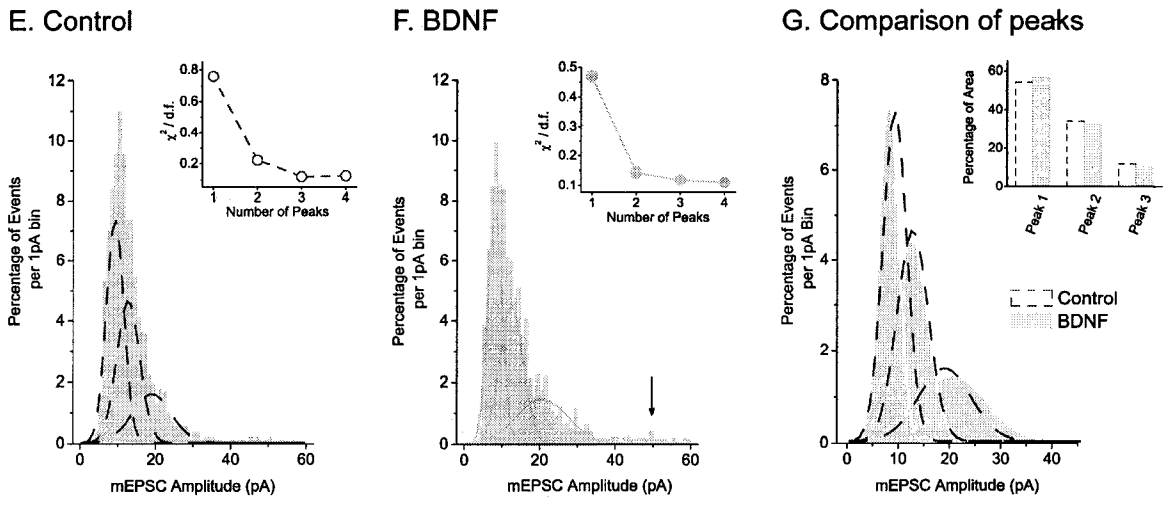 E. Control
12
10
8
6
4
2
0
0 20 40 60
Percentage of Events
per 1pA bin
mEPSC Amplitude (pA)
0.8
0.6
0.4
0.2
1 2 3 4
χ² / d.f.
Number of Peaks
F. BDNF
12
10
8
6
4
2
0
0 20 40 60
Percentage of Events
per 1pA bin
mEPSC Amplitude (pA)
0.5
0.4
0.3
0.2
0.1
1 2 3 4
χ² / d.f.
Number of Peaks
G. Comparison of peaks
8
6
4
2
0
0 10 20 30 40
Percentage of Events
per 1pA Bin
mEPSC Amplitude (pA)
60
40
20
0
Percentage of Area
Peak 1
Peak 2
Peak 3
Control
BDNF